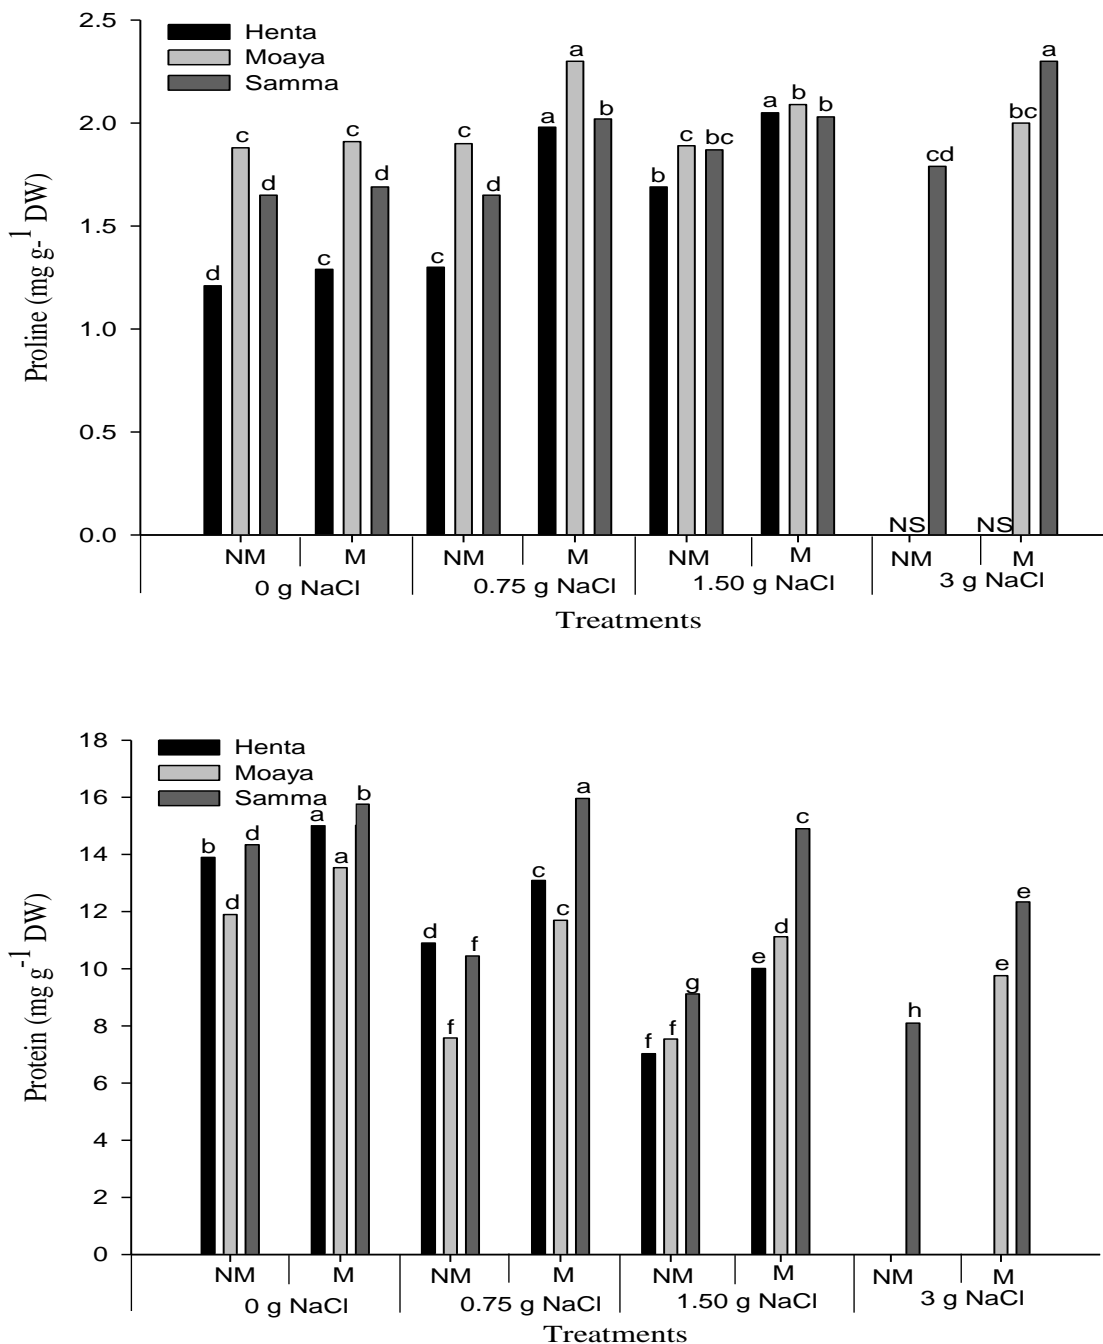 2.5
2.0
1.5
1.0
0.5
0.0
Proline (mg g-1 DW)
Henta
Moaya
Samma
d c d
c c d
c c d
a a b
b c bc
a b b
NS cd
NS bc a
NM M NM M NM M NM M
0 g NaCl 0.75 g NaCl 1.50 g NaCl 3 g NaCl
Treatments
18
16
14
12
10
8
6
4
2
0
Protein (mg g-1 DW)
Henta
Moaya
Samma
b d d
a a b
d f f
c c a
f f g
e d c
h
e e
NM M NM M NM M NM M
0 g NaCl 0.75 g NaCl 1.50 g NaCl 3 g NaCl
Treatments